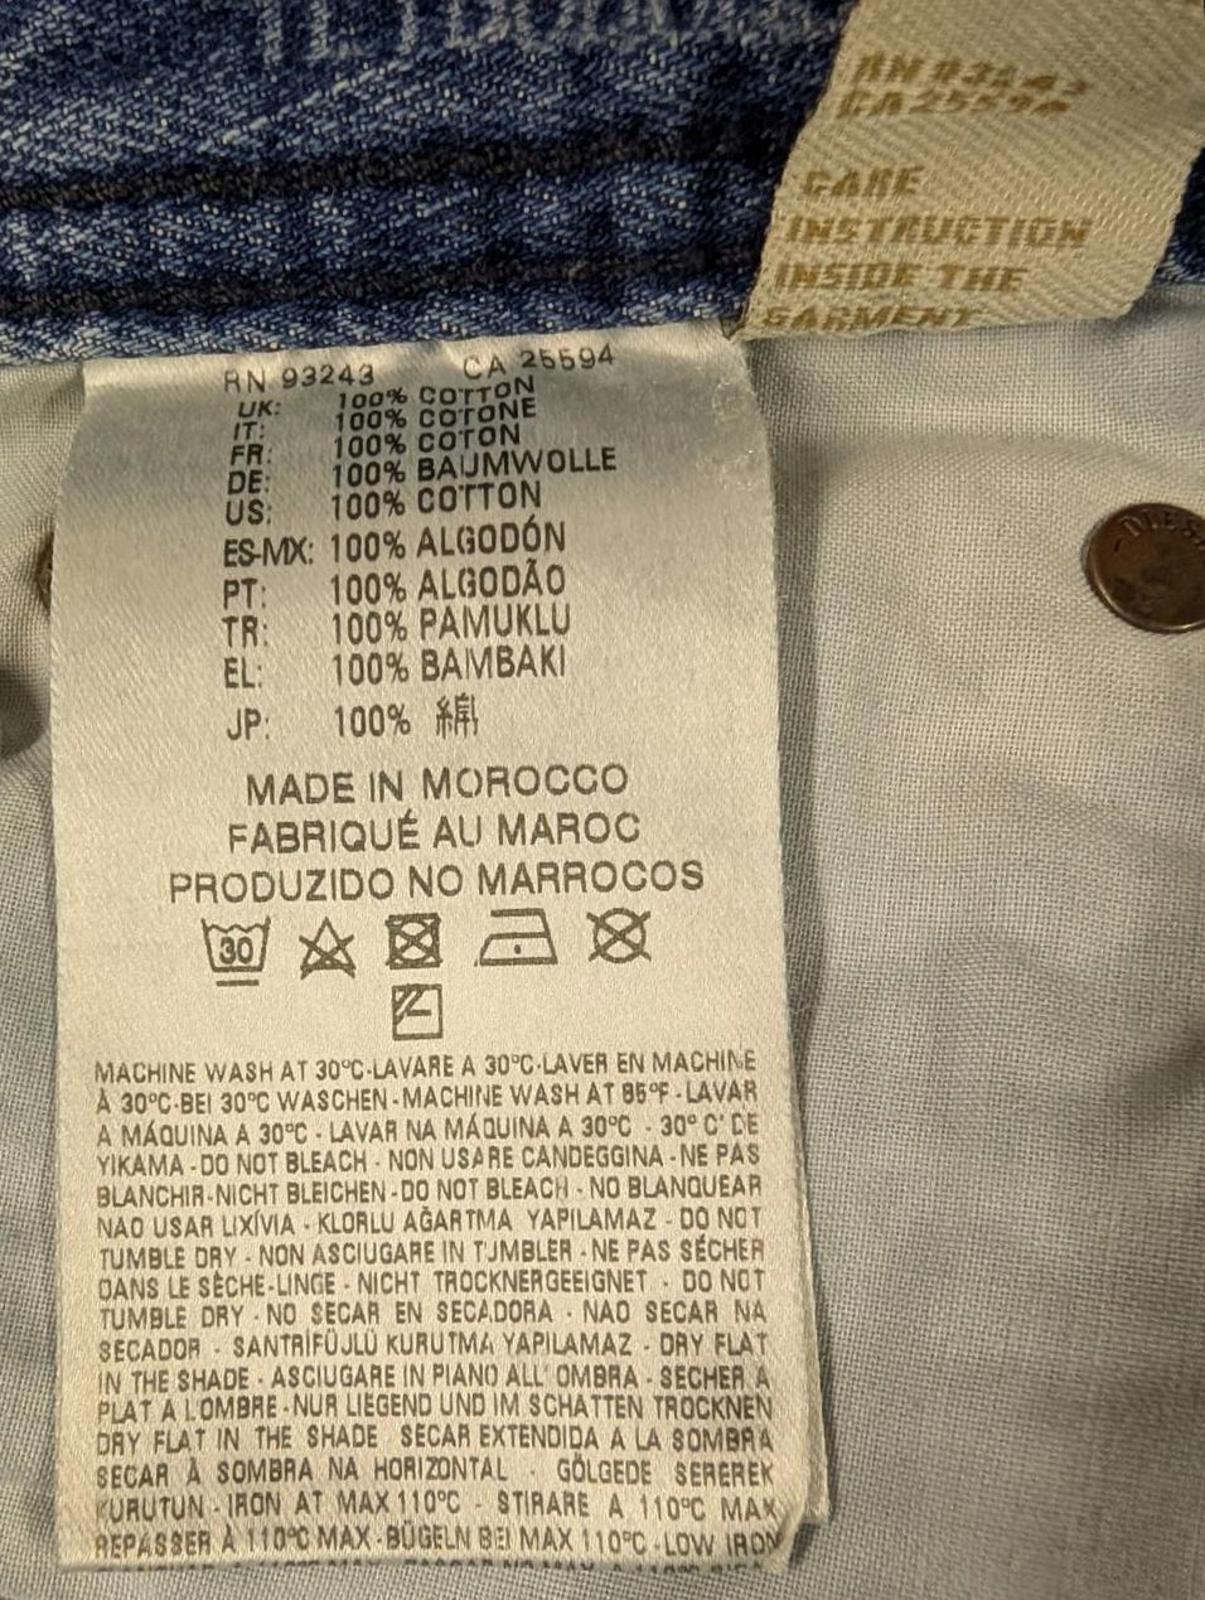 CARE
INSTRUCTION
INSIDE THE
GARMENT
RN 93243 CA 25594
UK: 100% COTTON
IT: 100% COTONE
FR: 100% COTON
DE: 100% BAUMWOLLE
US: 100% COTTON
ES-MX: 100% ALGODÓN
PT: 100% ALGODÃO
TR: 100% PAMUKLU
EL: 100% BAMBAKI
JP: 100% 綿
MADE IN MOROCCO
FABRIQUÉ AU MAROC
PRODUZIDO NO MARROCOS
30
MACHINE WASH AT 30°C-LAVARE A 30°C-LAVER EN MACHINE
À 30°C-BEI 30°C WASCHEN-MACHINE WASH AT 85°F-LAVAR
A MÁQUINA A 30°C - LAVAR NA MÁQUINA A 30°C - 30° C' DE
YIKAMA-DO NOT BLEACH - NON USARE CANDEGGINA-NE PAS
BLANCHIR-NICHT BLEICHEN-DO NOT BLEACH - NO BLANQUEAR
NAO USAR LIXÍVIA - KLORLU AĞARTMA YAPILAMAZ - DO NOT
TUMBLE DRY - NON ASCIUGARE IN TUMBLER -NE PAS SÉCHER
DANS LE SÈCHE-LINGE - NICHT TROCKNERGEEIGNET - DO NOT
TUMBLE DRY - NO SECAR EN SECADORA - NAO SECAR NA
SECADOR - SANTRİFÜJLÜ KURUTMA YAPILAMAZ - DRY FLAT
IN THE SHADE - ASCIUGARE IN PIANO ALL' OMBRA - SECHER A
PLAT A LOMBRE-NUR LIEGEND UND IM SCHATTEN TROCKNEN
DRY FLAT IN THE SHADE SECAR EXTENDIDA A LA SOMBRA
SECAR À SOMBRA NA HORIZONTAL - GÖLGEDE SEREREK
KURUTUN - IRON AT MAX 110°C - STIRARE A 110°C MAX
REPASSER À 110°C MAX-BÜGELN BEI MAX 110°C-LOW IRON